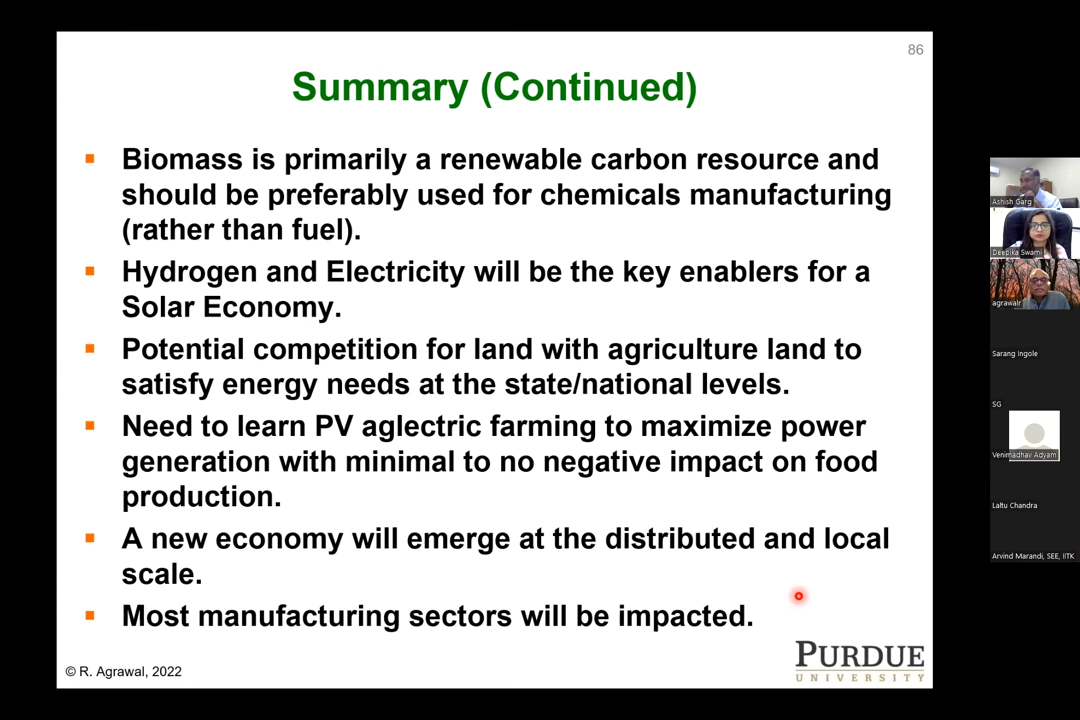 86
Summary (Continued)
Biomass is primarily a renewable carbon resource and
should be preferably used for chemicals manufacturing
(rather than fuel).
Hydrogen and Electricity will be the key enablers for a
Solar Economy.
Potential competition for land with agriculture land to
satisfy energy needs at the state/national levels.
Need to learn PV aglectric farming to maximize power
generation with minimal to no negative impact on food
production.
A new economy will emerge at the distributed and local
scale.
Most manufacturing sectors will be impacted.
© R. Agrawal, 2022
PURDUE
UNIVERSITY
Ashish Garg
Deepika Swami
agrawalr
Sarang Ingole
SG
Venimadhav Adyam
Laltu Chandra
Arvind Marandi, SEE, IITK